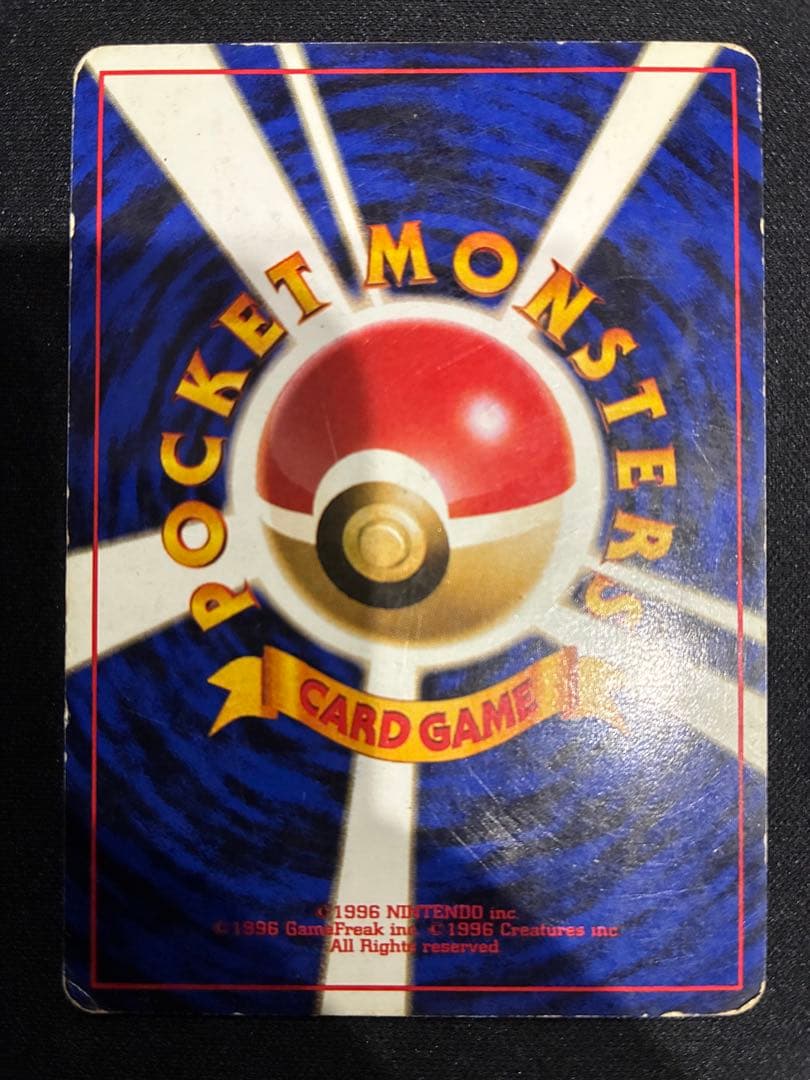 POCKET MONSTERS
CARD GAME
©1996 NINTENDO inc.
©1996 GameFreak inc. ©1996 Creatures inc
All Rights reserved